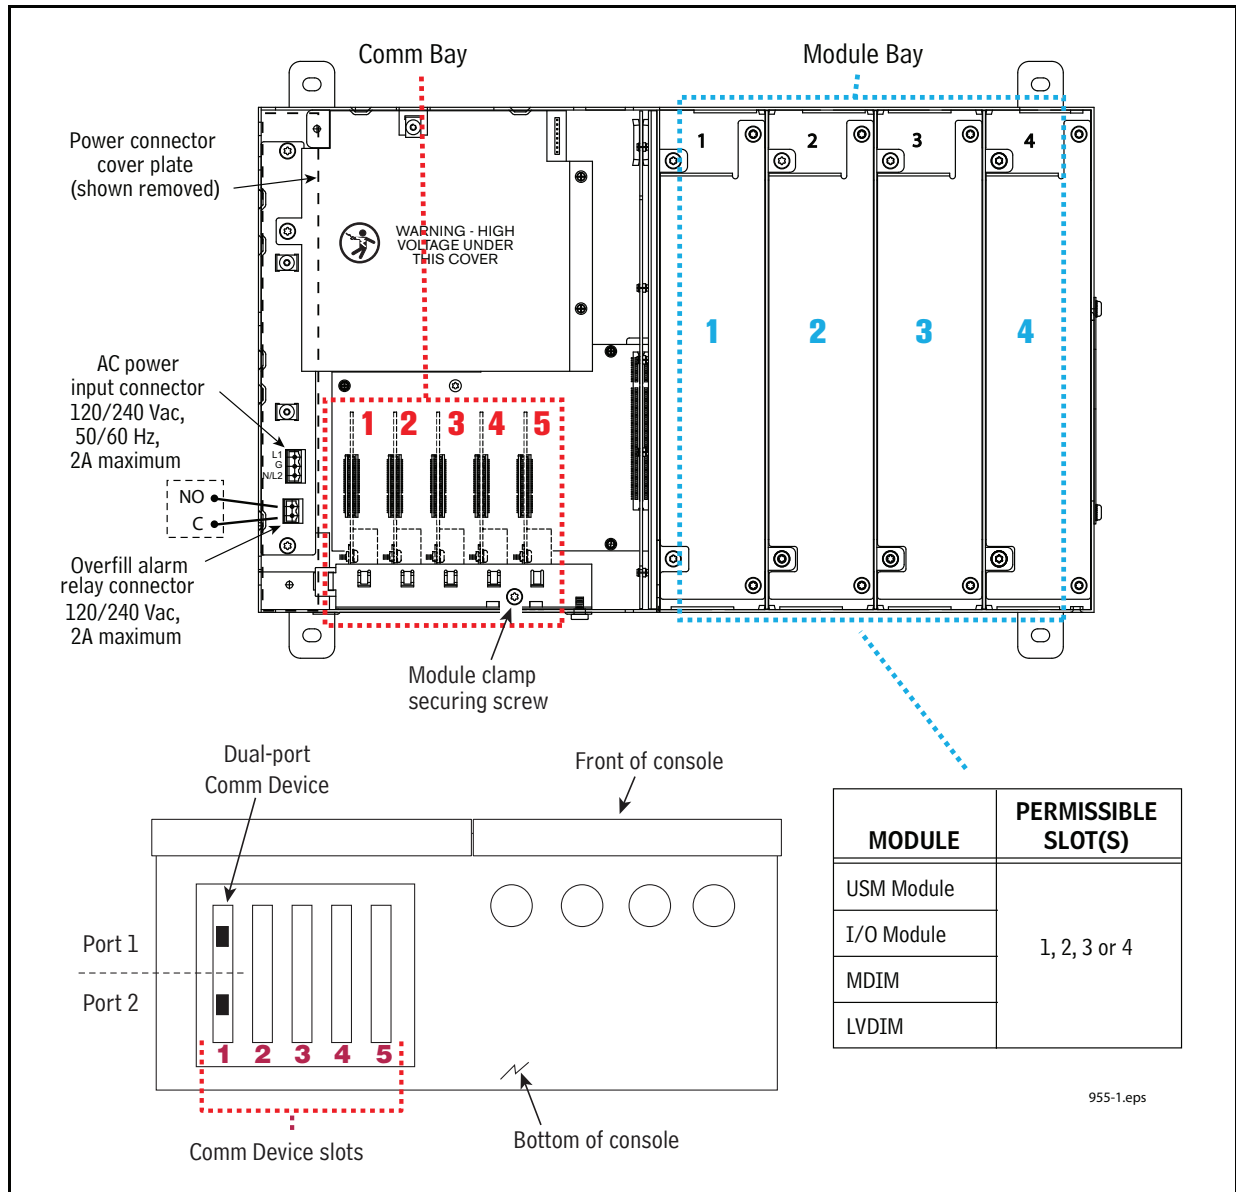 Comm Bay
Module Bay
Power connector
cover plate
(shown removed)
1
2
3
4
WARNING - HIGH
VOLTAGE UNDER
THIS COVER
1
2
3
4
AC power
input connector
120/240 Vac,
50/60 Hz,
2A maximum
L1
G
N/L2
1
2
3
4
5
NO
C
Overfill alarm
relay connector
120/240 Vac,
2A maximum
Module clamp
securing screw
Dual-port
Comm Device
Front of console
Port 1
Port 2
1
2
3
4
5
Comm Device slots
Bottom of console
MODULE
PERMISSIBLE
SLOT(S)
USM Module
I/O Module
MDIM
LVDIM
1, 2, 3 or 4
955-1.eps